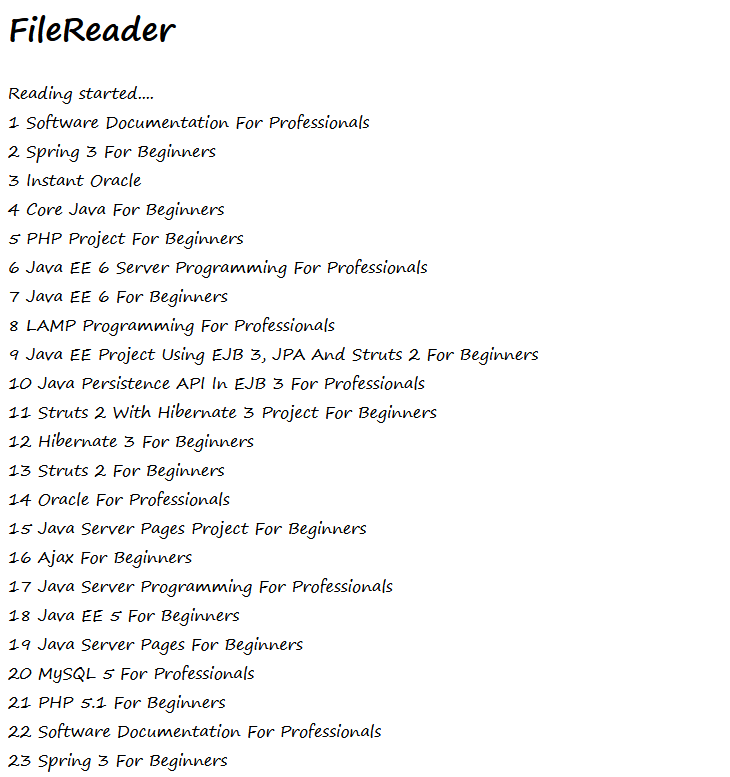 FileReader
Reading started....
1 Software Documentation For Professionals
2 Spring 3 For Beginners
3 Instant Oracle
4 Core Java For Beginners
5 PHP Project For Beginners
6 Java EE 6 Server Programming For Professionals
7 Java EE 6 For Beginners
8 LAMP Programming For Professionals
9 Java EE Project Using EJB 3, JPA And Struts 2 For Beginners
10 Java Persistence API In EJB 3 For Professionals
11 Struts 2 With Hibernate 3 Project For Beginners
12 Hibernate 3 For Beginners
13 Struts 2 For Beginners
14 Oracle For Professionals
15 Java Server Pages Project For Beginners
16 Ajax For Beginners
17 Java Server Programming For Professionals
18 Java EE 5 For Beginners
19 Java Server Pages For Beginners
20 MySQL 5 For Professionals
21 PHP 5.1 For Beginners
22 Software Documentation For Professionals
23 Spring 3 For Beginners